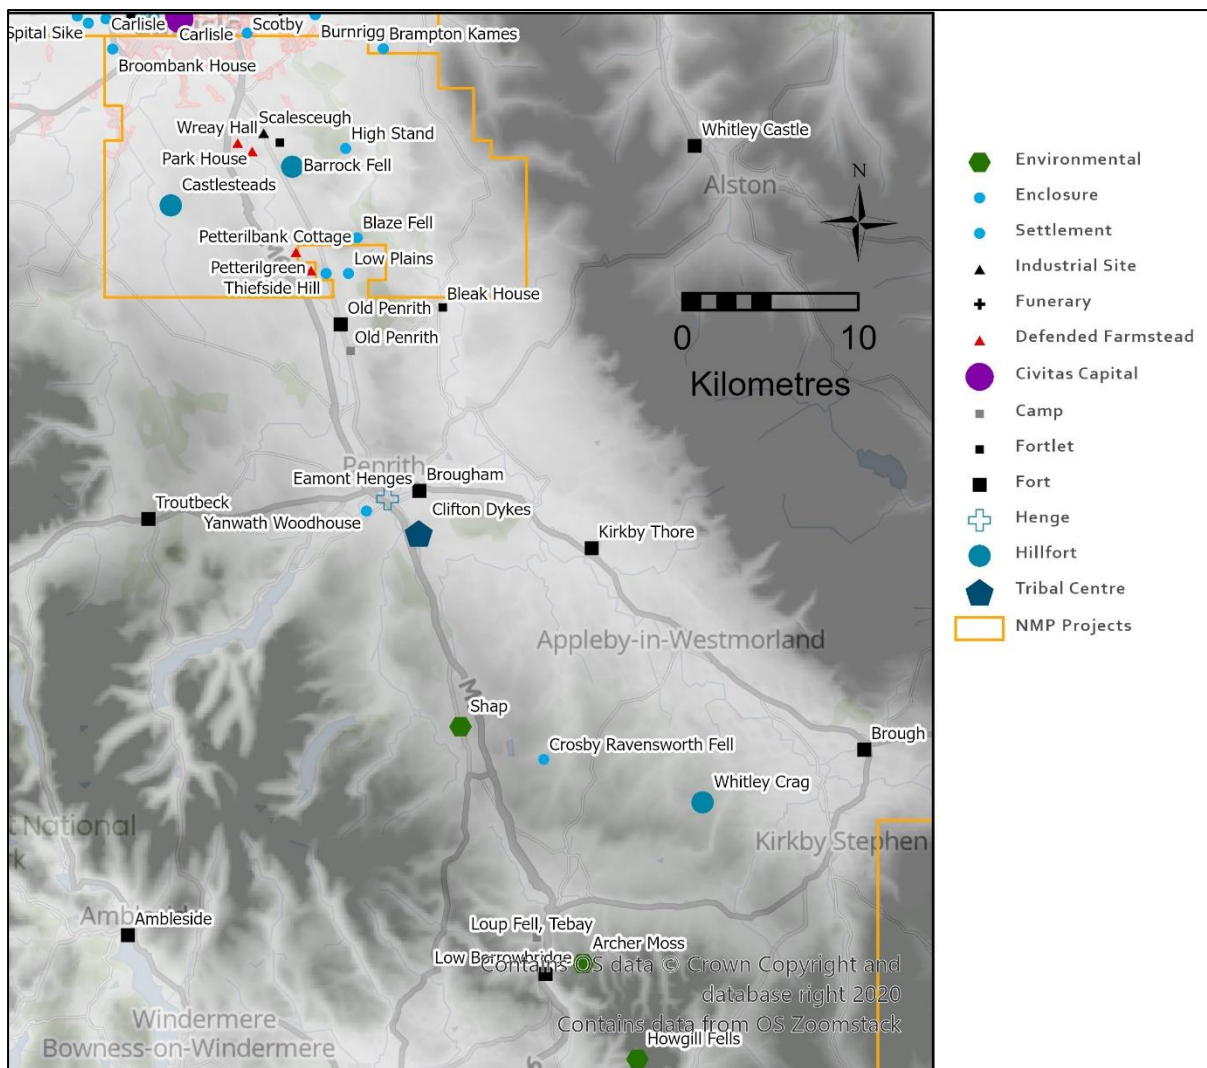 Spital Sike
Carlisle
Carlisle
Scotby
Burnrigg
Brampton Kames
Broombank House
Wreay Hall
Scalesceugh
High Stand
Park House
Barrock Fell
Castlesteads
Whitley Castle
Alston
N
Blaze Fell
Petterilbank Cottage
Low Plains
Petterilgreen
Thiefside Hill
Bleak House
Old Penrith
Old Penrith
0 10
Kilometres
Penrith
Eamont Henges
Brougham
Troutbeck
Yanwath Woodhouse
Clifton Dykes
Kirkby Thore
Appleby-in-Westmorland
Shap
Crosby Ravensworth Fell
Brough
Whitley Crag
National
Kirkby Stephen
Ambleside
Loup Fell, Tebay
Archer Moss
Low Borrowbridge
Contains OS data © Crown Copyright and
database right 2020
Contains data from OS Zoomstack
Windermere
Bowness-on-Windermere
Howgill Fells
Environmental
Enclosure
Settlement
Industrial Site
Funerary
Defended Farmstead
Civitas Capital
Camp
Fortlet
Fort
Henge
Hillfort
Tribal Centre
NMP Projects